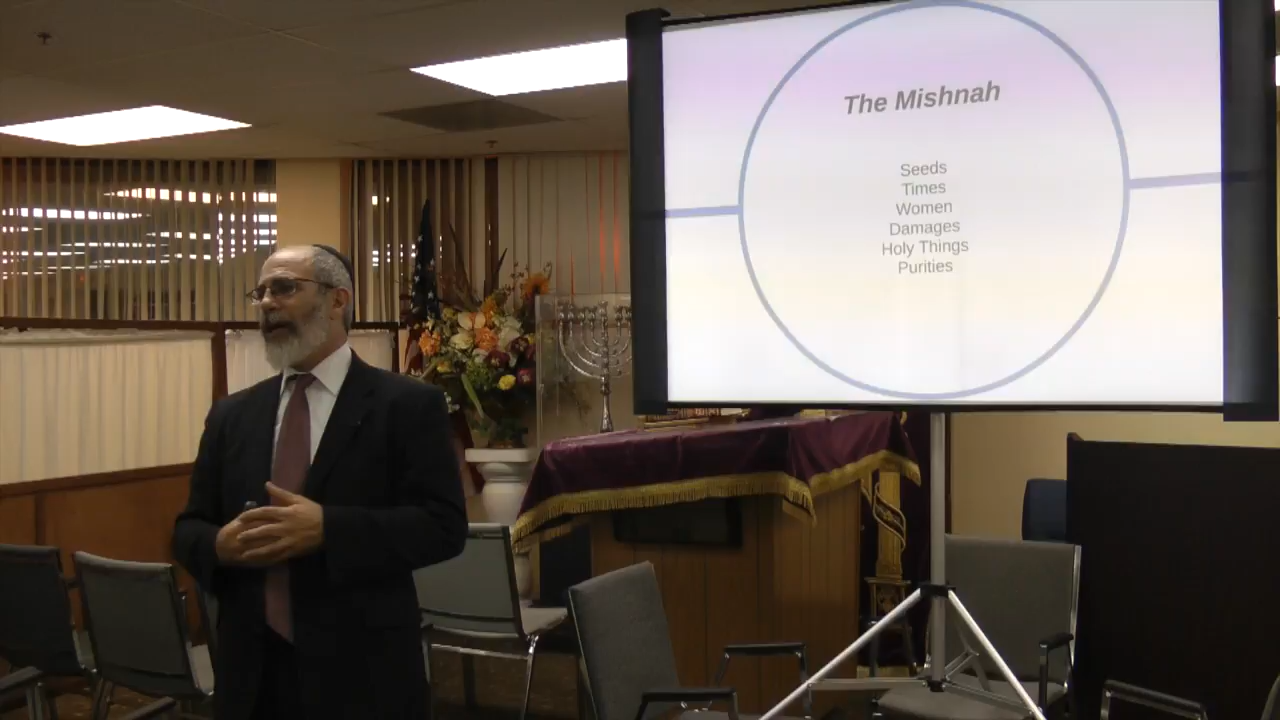 The Mishnah
Seeds
Times
Women
Damages
Holy Things
Purities